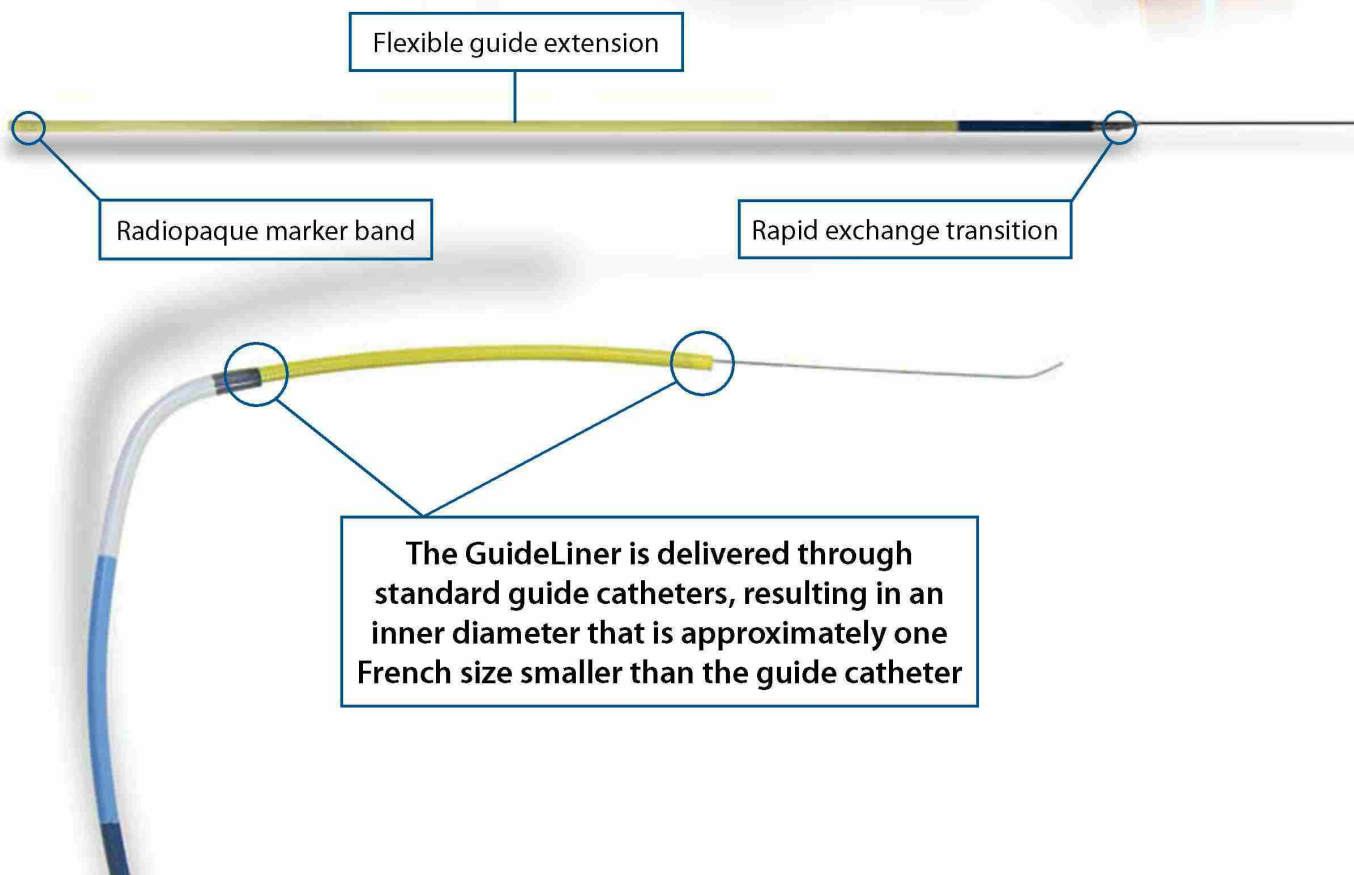 Flexible guide extension
Radiopaque marker band
Rapid exchange transition
The GuideLiner is delivered through
standard guide catheters, resulting in an
inner diameter that is approximately one
French size smaller than the guide catheter